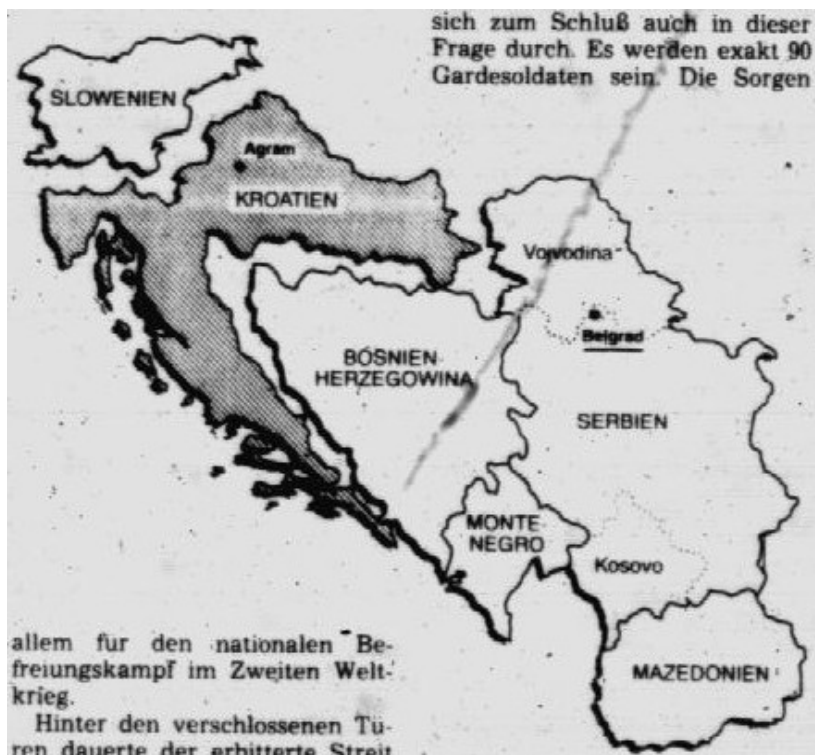 sich zum Schluß auch in dieser
Frage durch. Es werden exakt 90
Gardesoldaten sein. Die Sorgen
SLOWENIEN
Agram
KROATIEN
Voivodina
Belgrad
BOSNIEN
HERZEGOWINA
SERBIEN
MONTE-
NEGRO
Kosovo
MAZEDONIEN
allem für den nationalen Be-
freiungskampf im Zweiten Welt-
krieg.
Hinter den verschlossenen Tü-
ren dauerte der erbitterte Streit